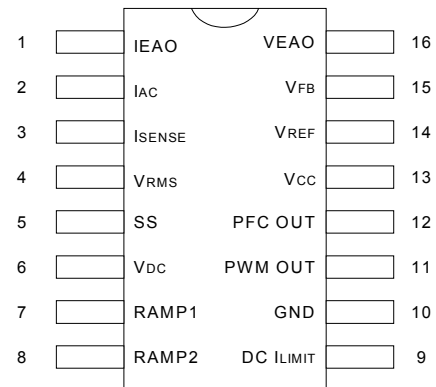 1 IEAO VEAO 16
2 IAC VFB 15
3 ISENSE VREF 14
4 VRMS VCC 13
5 SS PFC OUT 12
6 VDC PWM OUT 11
7 RAMP1 GND 10
8 RAMP2 DC ILIMIT 9